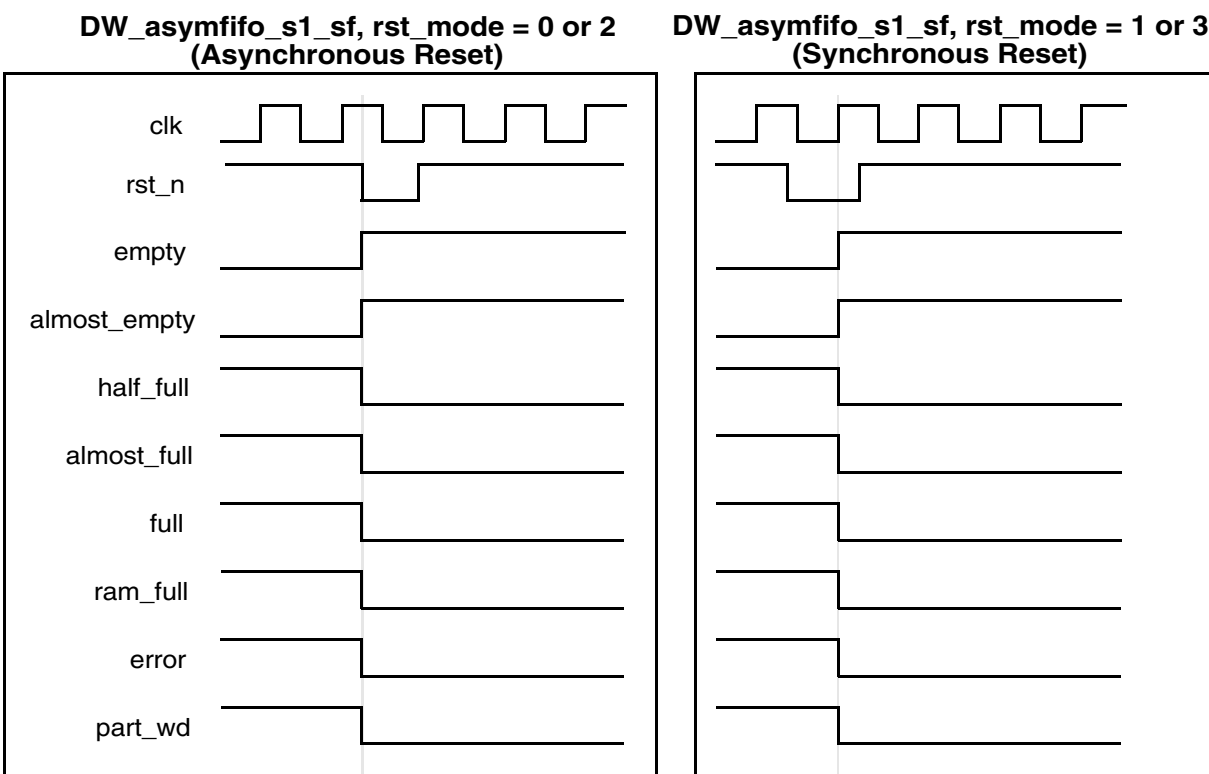 DW_asymfifo_s1_sf, rst_mode = 0 or 2
(Asynchronous Reset)
DW_asymfifo_s1_sf, rst_mode = 1 or 3
(Synchronous Reset)
clk
rst_n
empty
almost_empty
half_full
almost_full
full
ram_full
error
part_wd